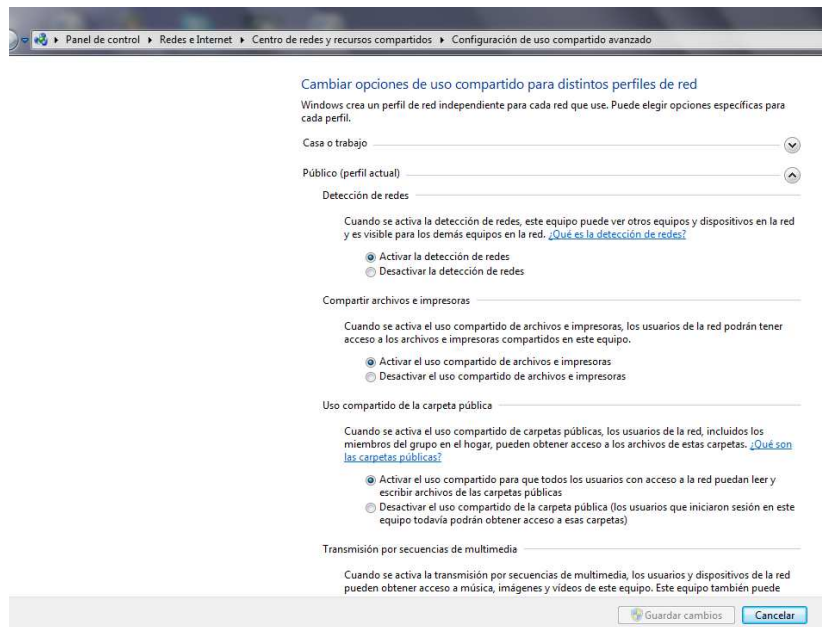 Panel de control ▸ Redes e Internet ▸ Centro de redes y recursos compartidos ▸ Configuración de uso compartido avanzado
Cambiar opciones de uso compartido para distintos perfiles de red
Windows crea un perfil de red independiente para cada red que use. Puede elegir opciones específicas para
cada perfil.
Casa o trabajo
Público (perfil actual)
Detección de redes
Cuando se activa la detección de redes, este equipo puede ver otros equipos y dispositivos en la red
y es visible para los demás equipos en la red. ¿Qué es la detección de redes?
Activar la detección de redes
Desactivar la detección de redes
Compartir archivos e impresoras
Cuando se activa el uso compartido de archivos e impresoras, los usuarios de la red podrán tener
acceso a los archivos e impresoras compartidos en este equipo.
Activar el uso compartido de archivos e impresoras
Desactivar el uso compartido de archivos e impresoras
Uso compartido de la carpeta pública
Cuando se activa el uso compartido de carpetas públicas, los usuarios de la red, incluidos los
miembros del grupo en el hogar, pueden obtener acceso a los archivos de estas carpetas. ¿Qué son
las carpetas públicas?
Activar el uso compartido para que todos los usuarios con acceso a la red puedan leer y
escribir archivos de las carpetas públicas
Desactivar el uso compartido de la carpeta pública (los usuarios que iniciaron sesión en este
equipo todavía podrán obtener acceso a esas carpetas)
Transmisión por secuencias de multimedia
Cuando se activa la transmisión por secuencias de multimedia, los usuarios y dispositivos de la red
pueden obtener acceso a música, imágenes y vídeos de este equipo. Este equipo también puede
Guardar cambios
Cancelar